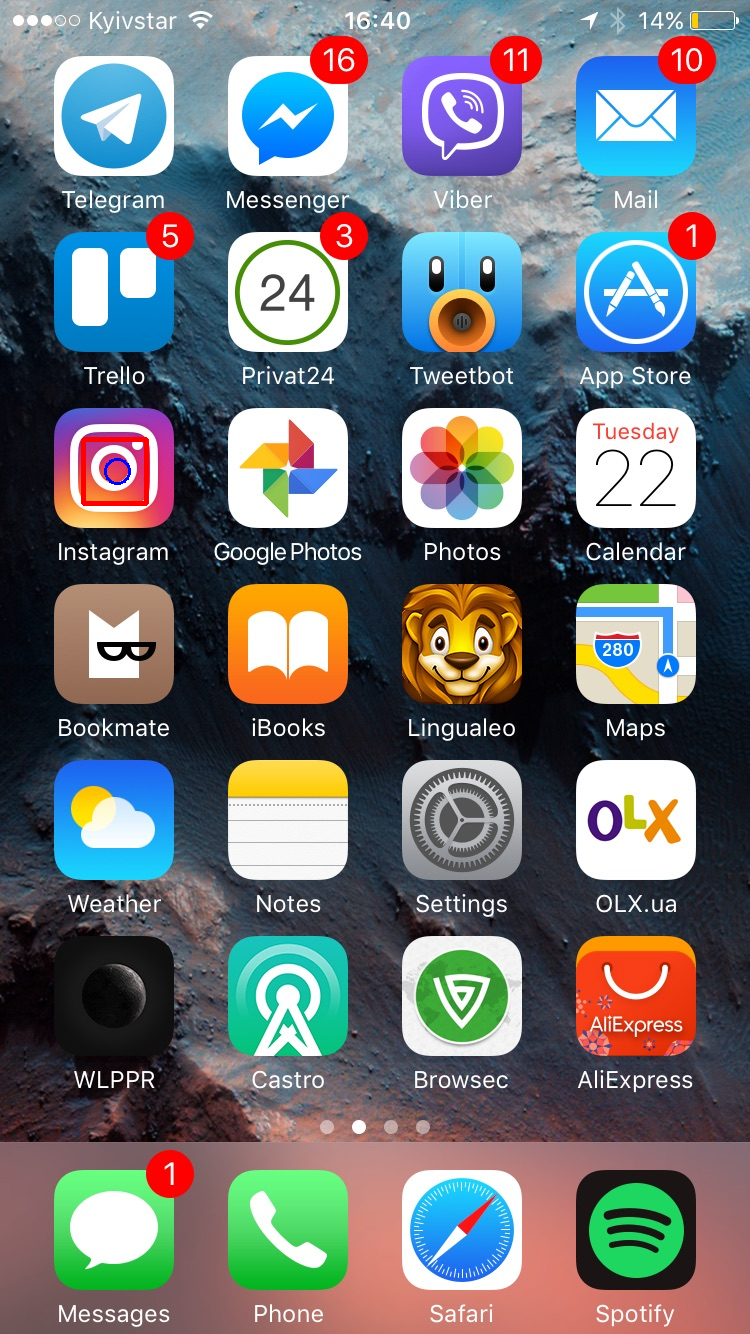 Kyivstar 16:40 14%
16 11 10
Telegram Messenger Viber Mail
5 3 1
24
Trello Privat24 Tweetbot App Store
Tuesday
22
Instagram Google Photos Photos Calendar
280
Bookmate iBooks Lingualeo Maps
OLX
Weather Notes Settings OLX.ua
AliExpress
WLPPR Castro Browsec AliExpress
1
Messages Phone Safari Spotify